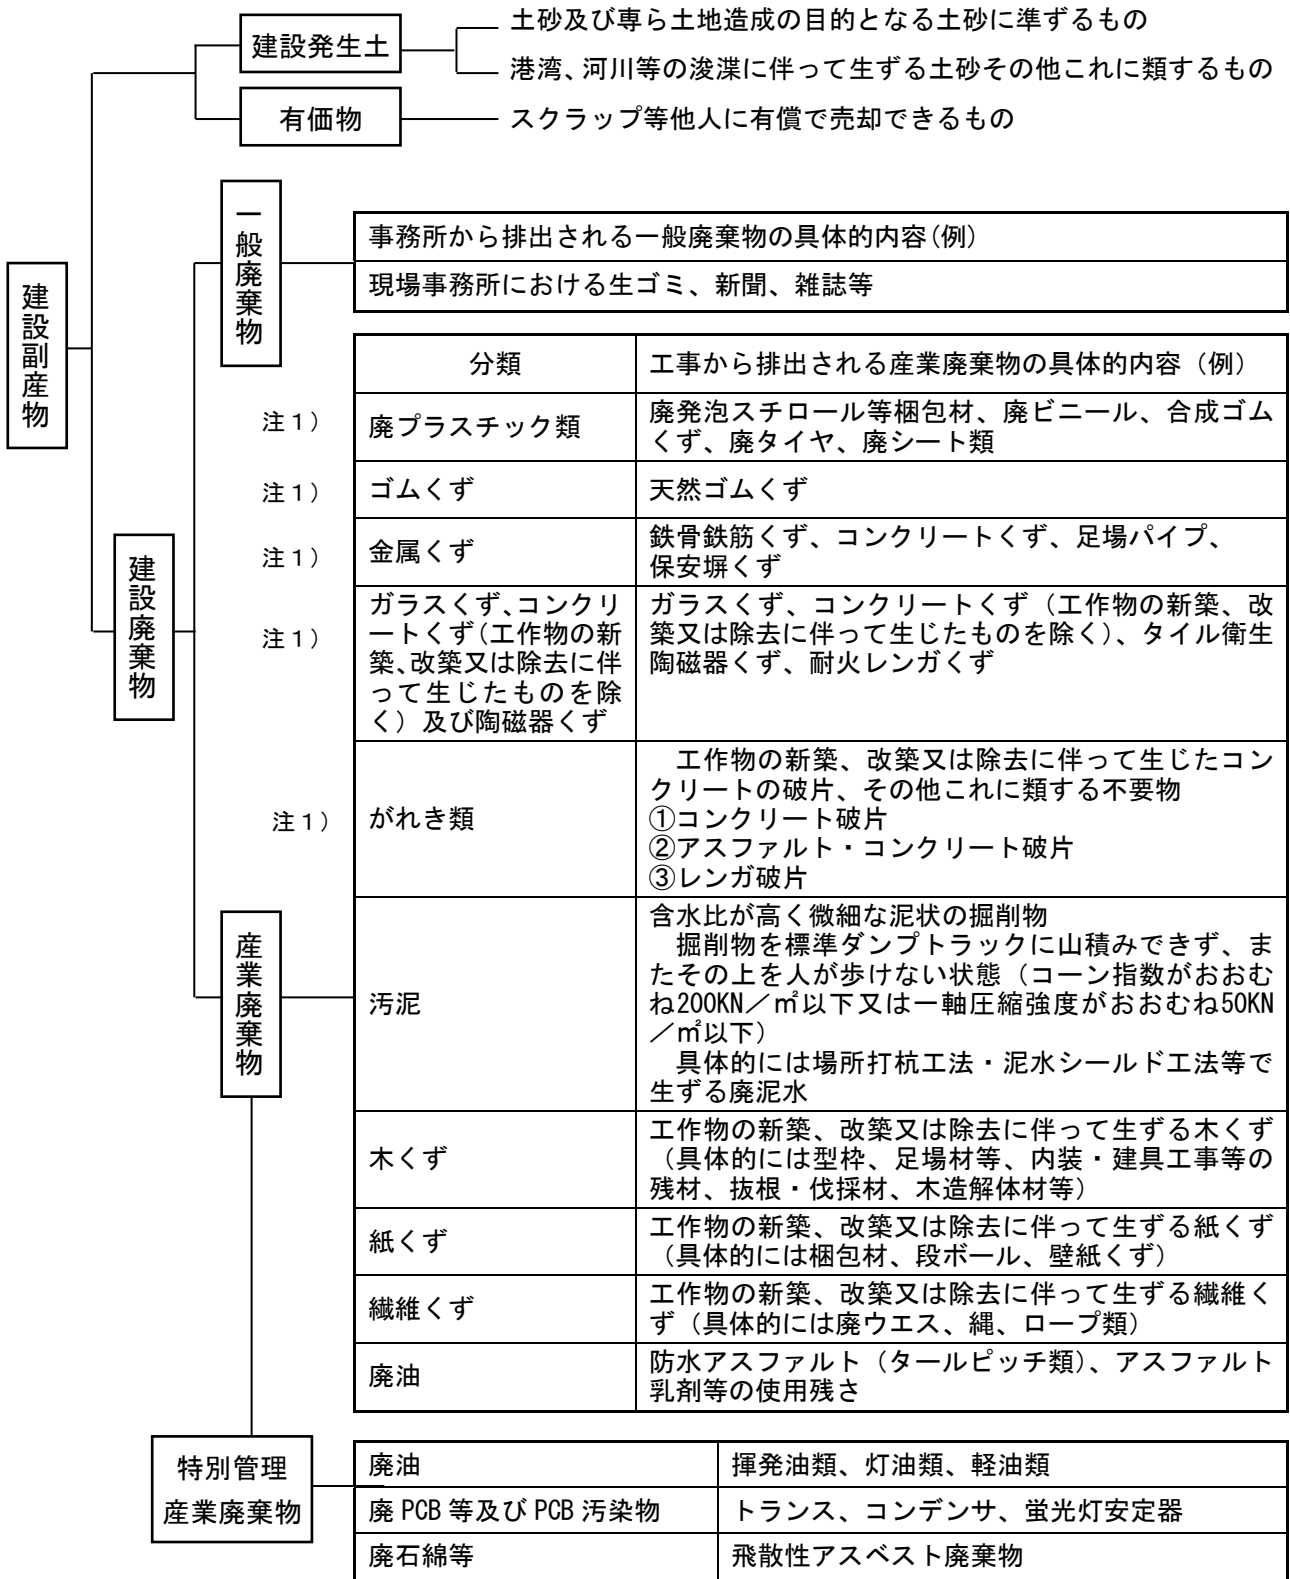 建設発生土
土砂及び専ら土地造成の目的となる土砂に準ずるもの
港湾、河川等の浚渫に伴って生ずる土砂その他これに類するもの
有価物
スクラップ等他人に有償で売却できるもの
建設副産物
一般廃棄物
事務所から排出される一般廃棄物の具体的内容(例)
現場事務所における生ゴミ、新聞、雑誌等
建設廃棄物
分類
工事から排出される産業廃棄物の具体的内容（例）
注１）
廃プラスチック類
廃発泡スチロール等梱包材、廃ビニール、合成ゴム
くず、廃タイヤ、廃シート類
注１）
ゴムくず
天然ゴムくず
注１）
金属くず
鉄骨鉄筋くず、コンクリートくず、足場パイプ、
保安塀くず
注１）
ガラスくず、コンクリ
ートくず（工作物の新
築、改築又は除去に伴
って生じたものを除
く）及び陶磁器くず
ガラスくず、コンクリートくず（工作物の新築、改
築又は除去に伴って生じたものを除く）、タイル衛生
陶磁器くず、耐火レンガくず
注１）
がれき類
工作物の新築、改築又は除去に伴って生じたコン
クリートの破片、その他これに類する不要物
①コンクリート破片
②アスファルト・コンクリート破片
③レンガ破片
産業廃棄物
汚泥
含水比が高く微細な泥状の掘削物
掘削物を標準ダンプトラックに山積みできず、ま
たその上を人が歩けない状態（コーン指数がおおむ
ね200KN／㎡以下又は一軸圧縮強度がおおむね50KN
／㎡以下）
具体的には場所打杭工法・泥水シールド工法等で
生ずる廃泥水
木くず
工作物の新築、改築又は除去に伴って生ずる木くず
（具体的には型枠、足場材等、内装・建具工事等の
残材、抜根・伐採材、木造解体材等）
紙くず
工作物の新築、改築又は除去に伴って生ずる紙くず
（具体的には梱包材、段ボール、壁紙くず）
繊維くず
工作物の新築、改築又は除去に伴って生ずる繊維く
ず（具体的には廃ウエス、縄、ロープ類）
廃油
防水アスファルト（タールピッチ類）、アスファルト
乳剤等の使用残さ
特別管理
産業廃棄物
廃油
揮発油類、灯油類、軽油類
廃 PCB 等及び PCB 汚染物
トランス、コンデンサ、蛍光灯安定器
廃石綿等
飛散性アスベスト廃棄物